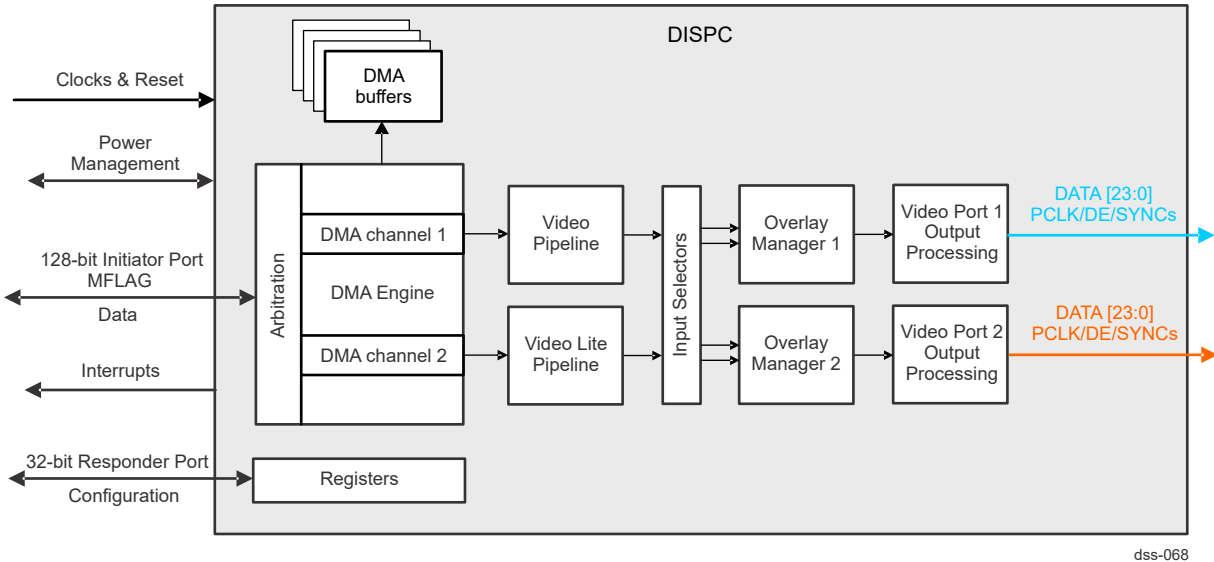 DISPC
DMA
buffers
Clocks & Reset
Power
Management
128-bit Initiator Port
MFLAG
Data
Interrupts
32-bit Responder Port
Configuration
Arbitration
DMA channel 1
DMA Engine
DMA channel 2
Registers
Video
Pipeline
Video Lite
Pipeline
Input Selectors
Overlay
Manager 1
Overlay
Manager 2
Video Port 1
Output
Processing
Video Port 2
Output
Processing
DATA [23:0]
PCLK/DE/SYNCs
DATA [23:0]
PCLK/DE/SYNCs
dss-068